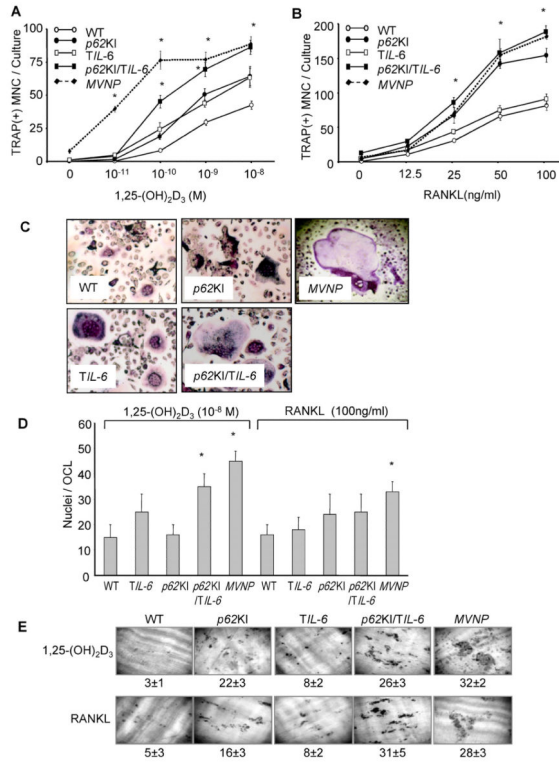 A
WT
p62KI
TIL-6
p62KI/TIL-6
MVNP
TRAP(+) MNC / Culture
100
75
50
25
0
0 10-11 10-10 10-9 10-8
1,25-(OH)2D3 (M)
* * * * * *
B
WT
p62KI
TIL-6
p62KI/TIL-6
MVNP
TRAP(+) MNC / Culture
200
150
100
50
0
0 12.5 25 50 100
RANKL(ng/ml)
* * *
C
WT
p62KI
MVNP
TIL-6
p62KI/TIL-6
D
1,25-(OH)2D3 (10-8 M) RANKL (100ng/ml)
Nuclei / OCL
60
50
40
30
20
10
0
* * *
WT TIL-6 p62KI p62KI/TIL-6 MVNP WT TIL-6 p62KI p62KI/TIL-6 MVNP
E
WT p62KI TIL-6 p62KI/TIL-6 MVNP
1,25-(OH)2D3
3±1 22±3 8±2 26±3 32±2
RANKL
5±3 16±3 8±2 31±5 28±3